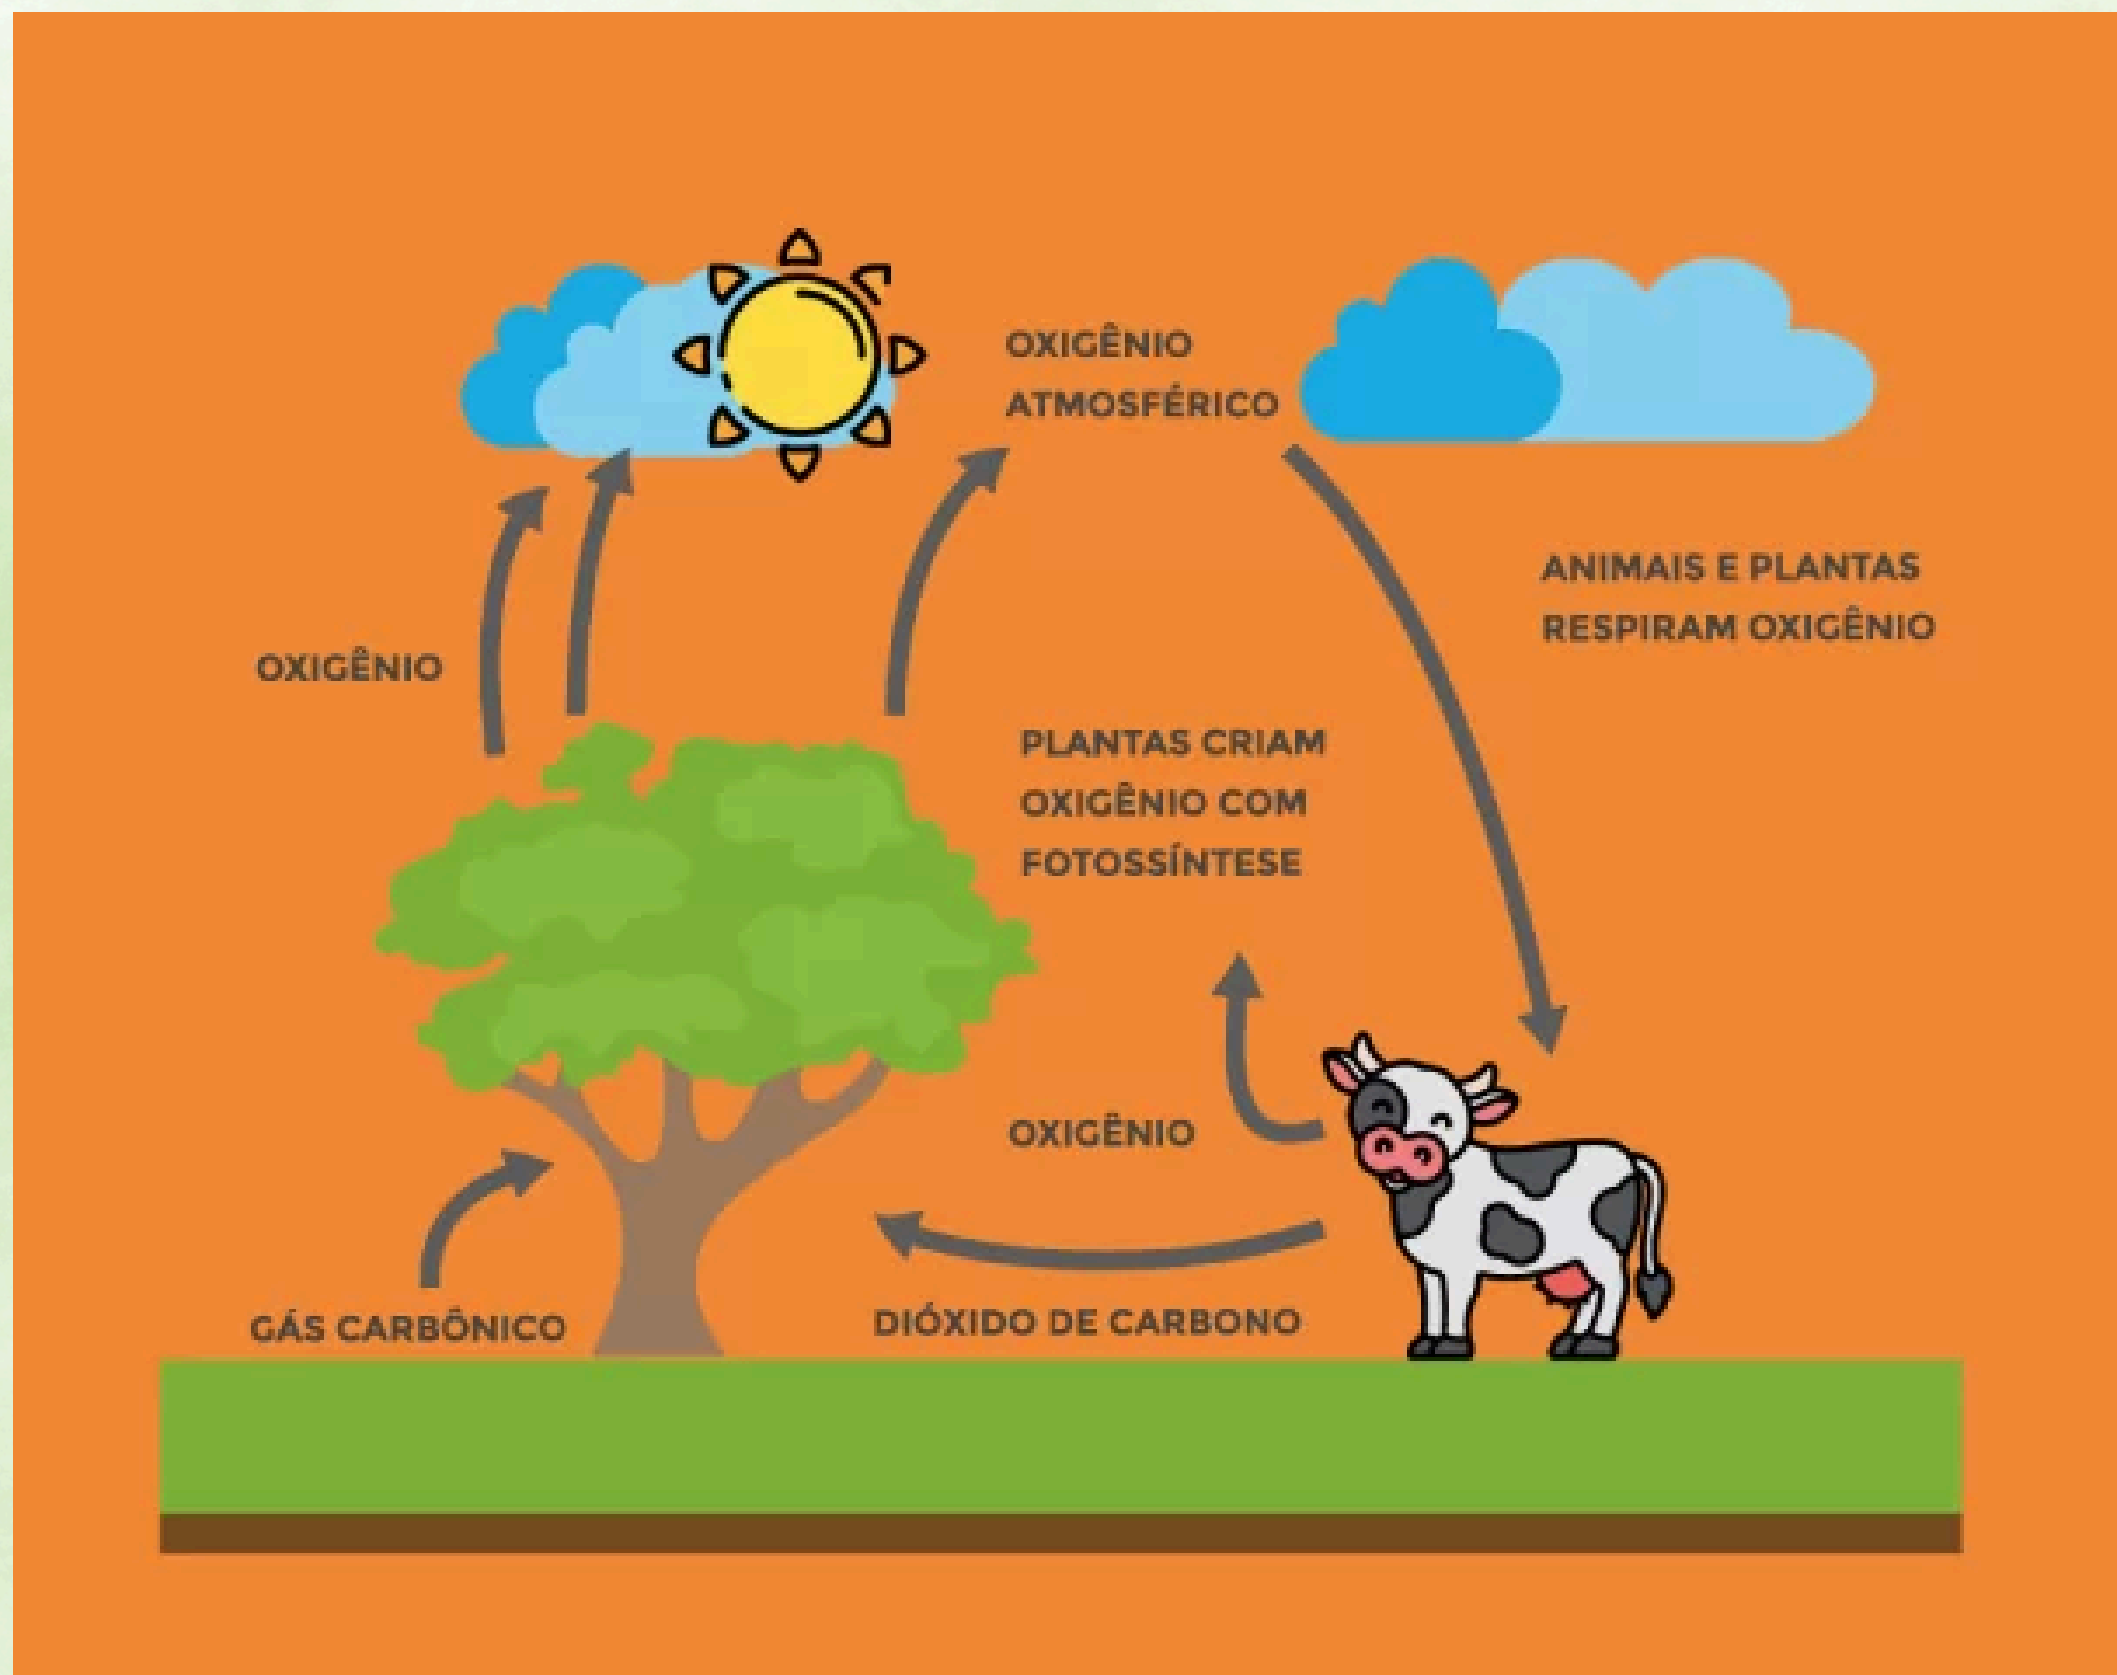 OXIGÊNIO
ATMOSFÉRICO
ANIMAIS E PLANTAS
RESPIRAM OXIGÊNIO
OXIGÊNIO
PLANTAS CRIAM
OXIGÊNIO COM
FOTOSSÍNTESE
OXIGÊNIO
GÁS CARBÔNICO
DIÓXIDO DE CARBONO